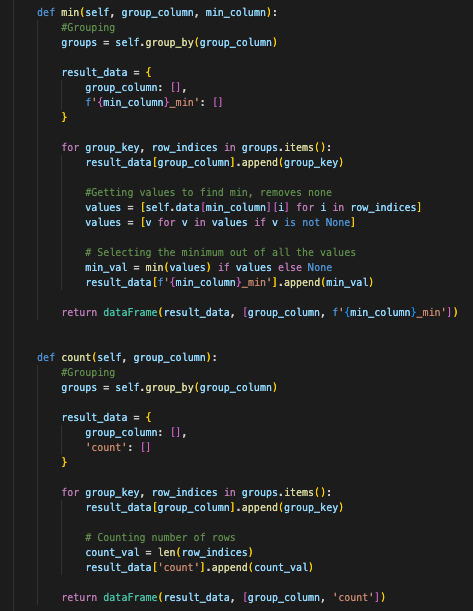 def min(self, group_column, min_column):
    #Grouping
    groups = self.group_by(group_column)

    result_data = {
        group_column: [],
        f'{min_column}_min': []
    }

    for group_key, row_indices in groups.items():
        result_data[group_column].append(group_key)

        #Getting values to find min, removes none
        values = [self.data[min_column][i] for i in row_indices]
        values = [v for v in values if v is not None]

        # Selecting the minimum out of all the values
        min_val = min(values) if values else None
        result_data[f'{min_column}_min'].append(min_val)

    return dataFrame(result_data, [group_column, f'{min_column}_min'])


def count(self, group_column):
    #Grouping
    groups = self.group_by(group_column)

    result_data = {
        group_column: [],
        'count': []
    }

    for group_key, row_indices in groups.items():
        result_data[group_column].append(group_key)

        # Counting number of rows
        count_val = len(row_indices)
        result_data['count'].append(count_val)

    return dataFrame(result_data, [group_column, 'count'])